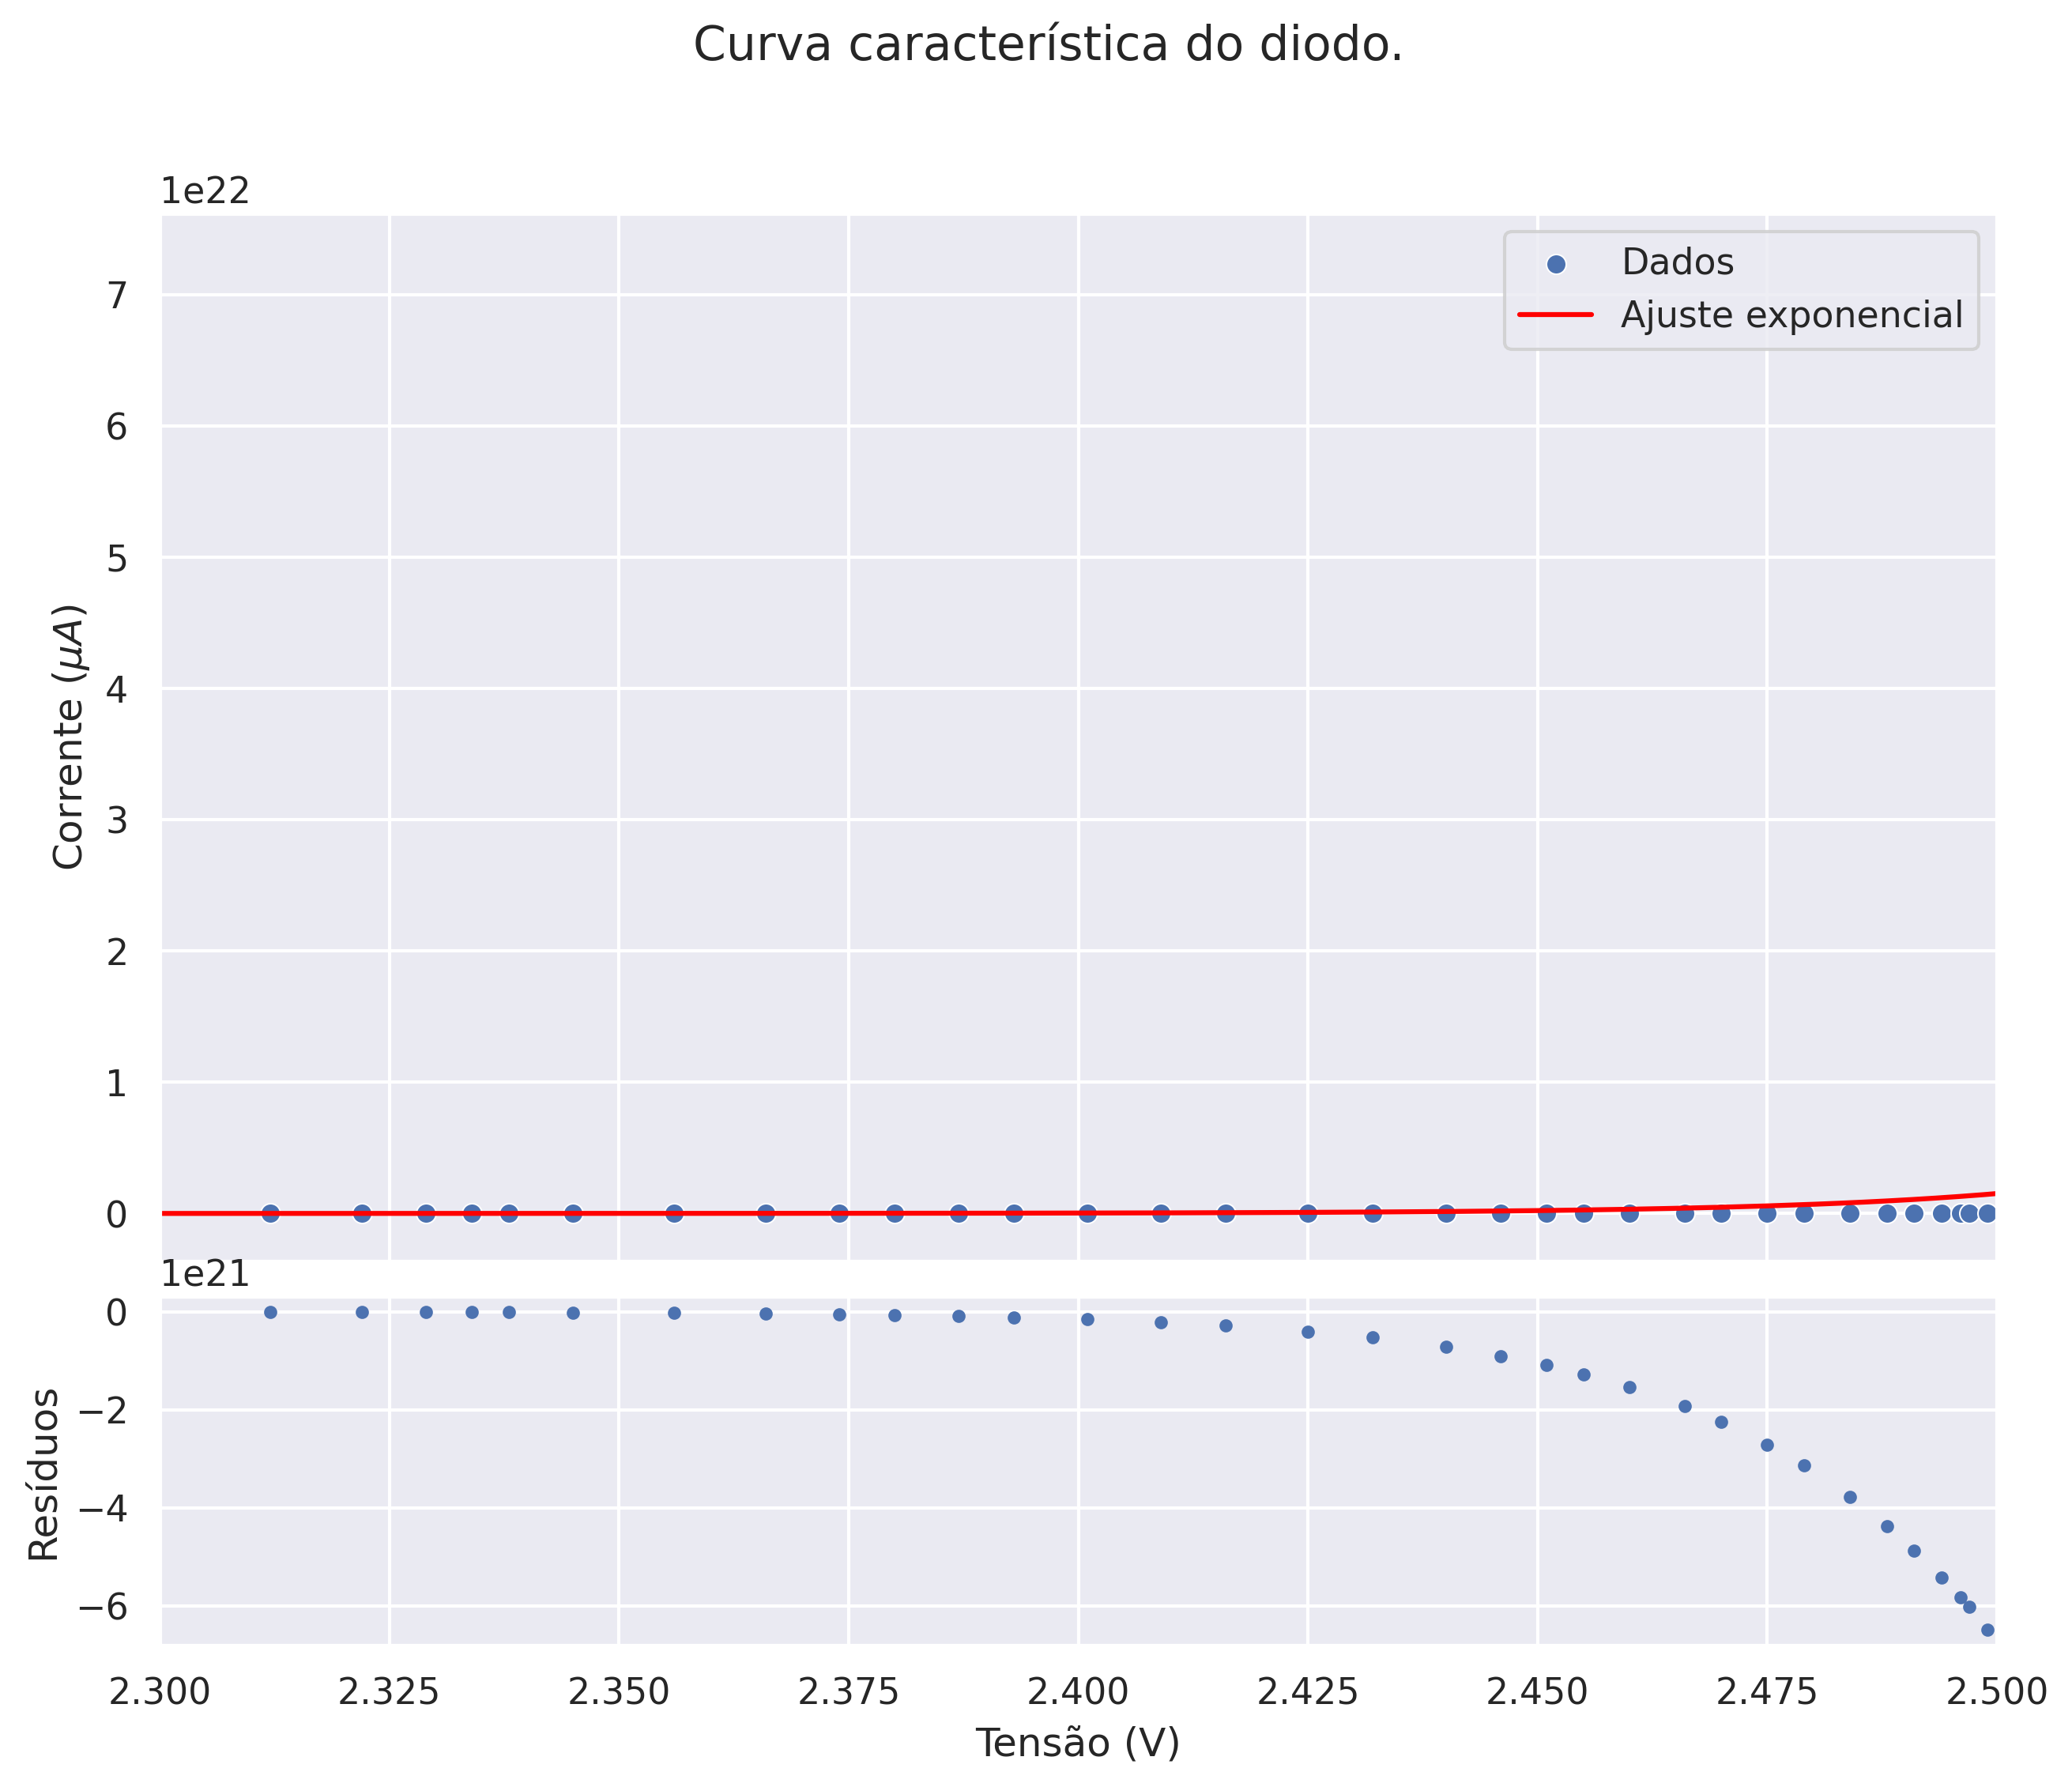 Curva característica do diodo.
1e22
Dados
Ajuste exponencial
7
6
5
4
3
2
1
0
Corrente (μA)
1e21
0
−2
−4
−6
Resíduos
2.300 2.325 2.350 2.375 2.400 2.425 2.450 2.475 2.500
Tensão (V)